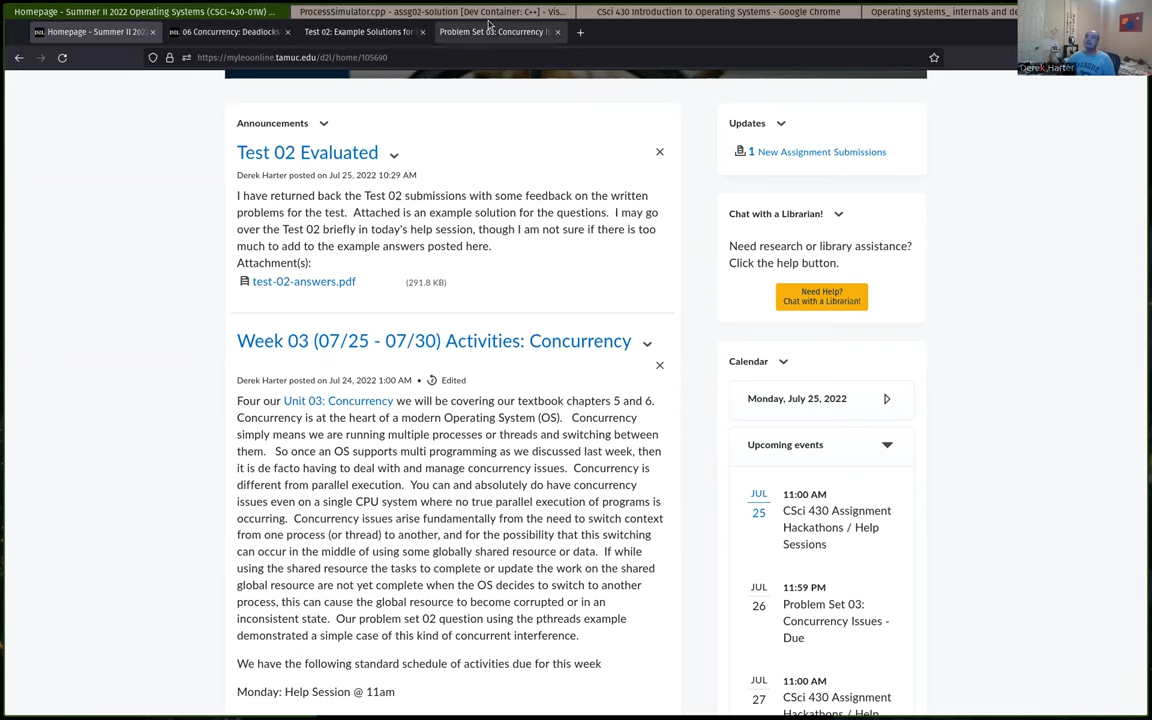 Homepage - Summer II 2022 Operating Systems (CSCI-430-01W)
ProcessSimulator.cpp - assg02-solution [Dev Container: C++] - Vis...
CSci 430 Introduction to Operating Systems - Google Chrome
Operating systems_ internals and de
Homepage - Summer II 202
06 Concurrency: Deadlocks
Test 02: Example Solutions for
Problem Set 03: Concurrency I
https://myleoonline.tamuc.edu/d2l/home/105690
Derek Harter
Announcements
Test 02 Evaluated
Derek Harter posted on Jul 25, 2022 10:29 AM
I have returned back the Test 02 submissions with some feedback on the written
problems for the test. Attached is an example solution for the questions. I may go
over the Test 02 briefly in today's help session, though I am not sure if there is too
much to add to the example answers posted here.
Attachment(s):
test-02-answers.pdf (291.8 KB)
Week 03 (07/25 - 07/30) Activities: Concurrency
Derek Harter posted on Jul 24, 2022 1:00 AM • Edited
Four our Unit 03: Concurrency we will be covering our textbook chapters 5 and 6.
Concurrency is at the heart of a modern Operating System (OS). Concurrency
simply means we are running multiple processes or threads and switching between
them. So once an OS supports multi programming as we discussed last week, then
it is de facto having to deal with and manage concurrency issues. Concurrency is
different from parallel execution. You can and absolutely do have concurrency
issues even on a single CPU system where no true parallel execution of programs is
occurring. Concurrency issues arise fundamentally from the need to switch context
from one process (or thread) to another, and for the possibility that this switching
can occur in the middle of using some globally shared resource or data. If while
using the shared resource the tasks to complete or update the work on the shared
global resource are not yet complete when the OS decides to switch to another
process, this can cause the global resource to become corrupted or in an
inconsistent state. Our problem set 02 question using the pthreads example
demonstrated a simple case of this kind of concurrent interference.
We have the following standard schedule of activities due for this week
Monday: Help Session @ 11am
Updates
1 New Assignment Submissions
Chat with a Librarian!
Need research or library assistance?
Click the help button.
Need Help?
Chat with a Librarian!
Calendar
Monday, July 25, 2022
Upcoming events
JUL
25
11:00 AM
CSci 430 Assignment
Hackathons / Help
Sessions
JUL
26
11:59 PM
Problem Set 03:
Concurrency Issues -
Due
JUL
27
11:00 AM
CSci 430 Assignment
Hackathons / Help